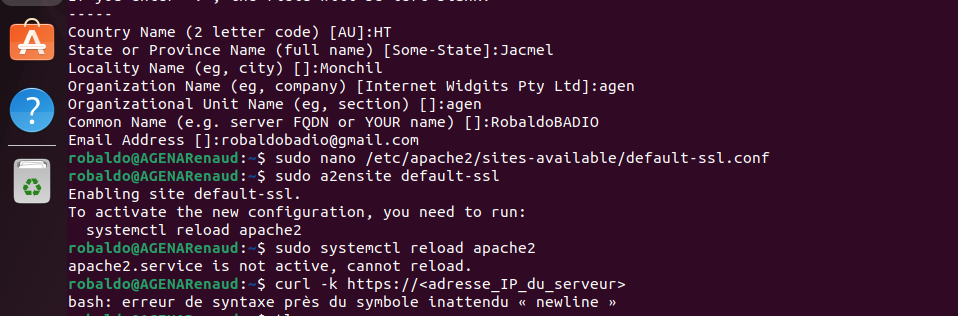 -----
Country Name (2 letter code) [AU]:HT
State or Province Name (full name) [Some-State]:Jacmel
Locality Name (eg, city) []:Monchil
Organization Name (eg, company) [Internet Widgits Pty Ltd]:agen
Organizational Unit Name (eg, section) []:agen
Common Name (e.g. server FQDN or YOUR name) []:RobaldoBADIO
Email Address []:robaldobadio@gmail.com
robaldo@AGENARenaud:~$ sudo nano /etc/apache2/sites-available/default-ssl.conf
robaldo@AGENARenaud:~$ sudo a2ensite default-ssl
Enabling site default-ssl.
To activate the new configuration, you need to run:
  systemctl reload apache2
robaldo@AGENARenaud:~$ sudo systemctl reload apache2
apache2.service is not active, cannot reload.
robaldo@AGENARenaud:~$ curl -k https://<adresse_IP_du_serveur>
bash: erreur de syntaxe près du symbole inattendu « newline »